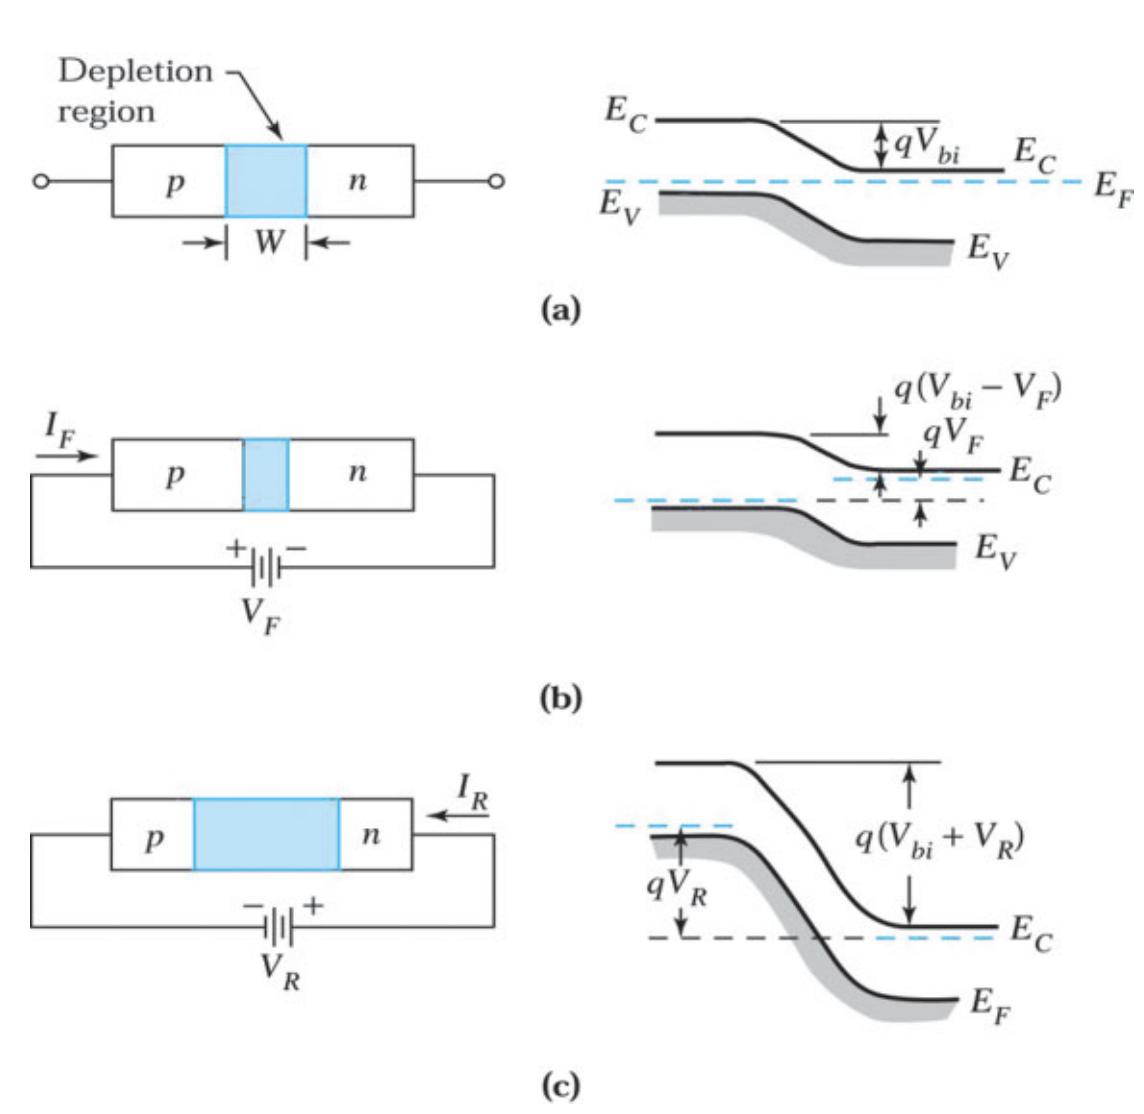 Depletion
region
p
n
W
E_C
qV_bi
E_C
E_F
E_V
E_V
(a)
I_F
p
n
+
−
V_F
q(V_bi − V_F)
qV_F
E_C
E_V
(b)
I_R
p
n
−
+
V_R
q(V_bi + V_R)
qV_R
E_C
E_F
(c)